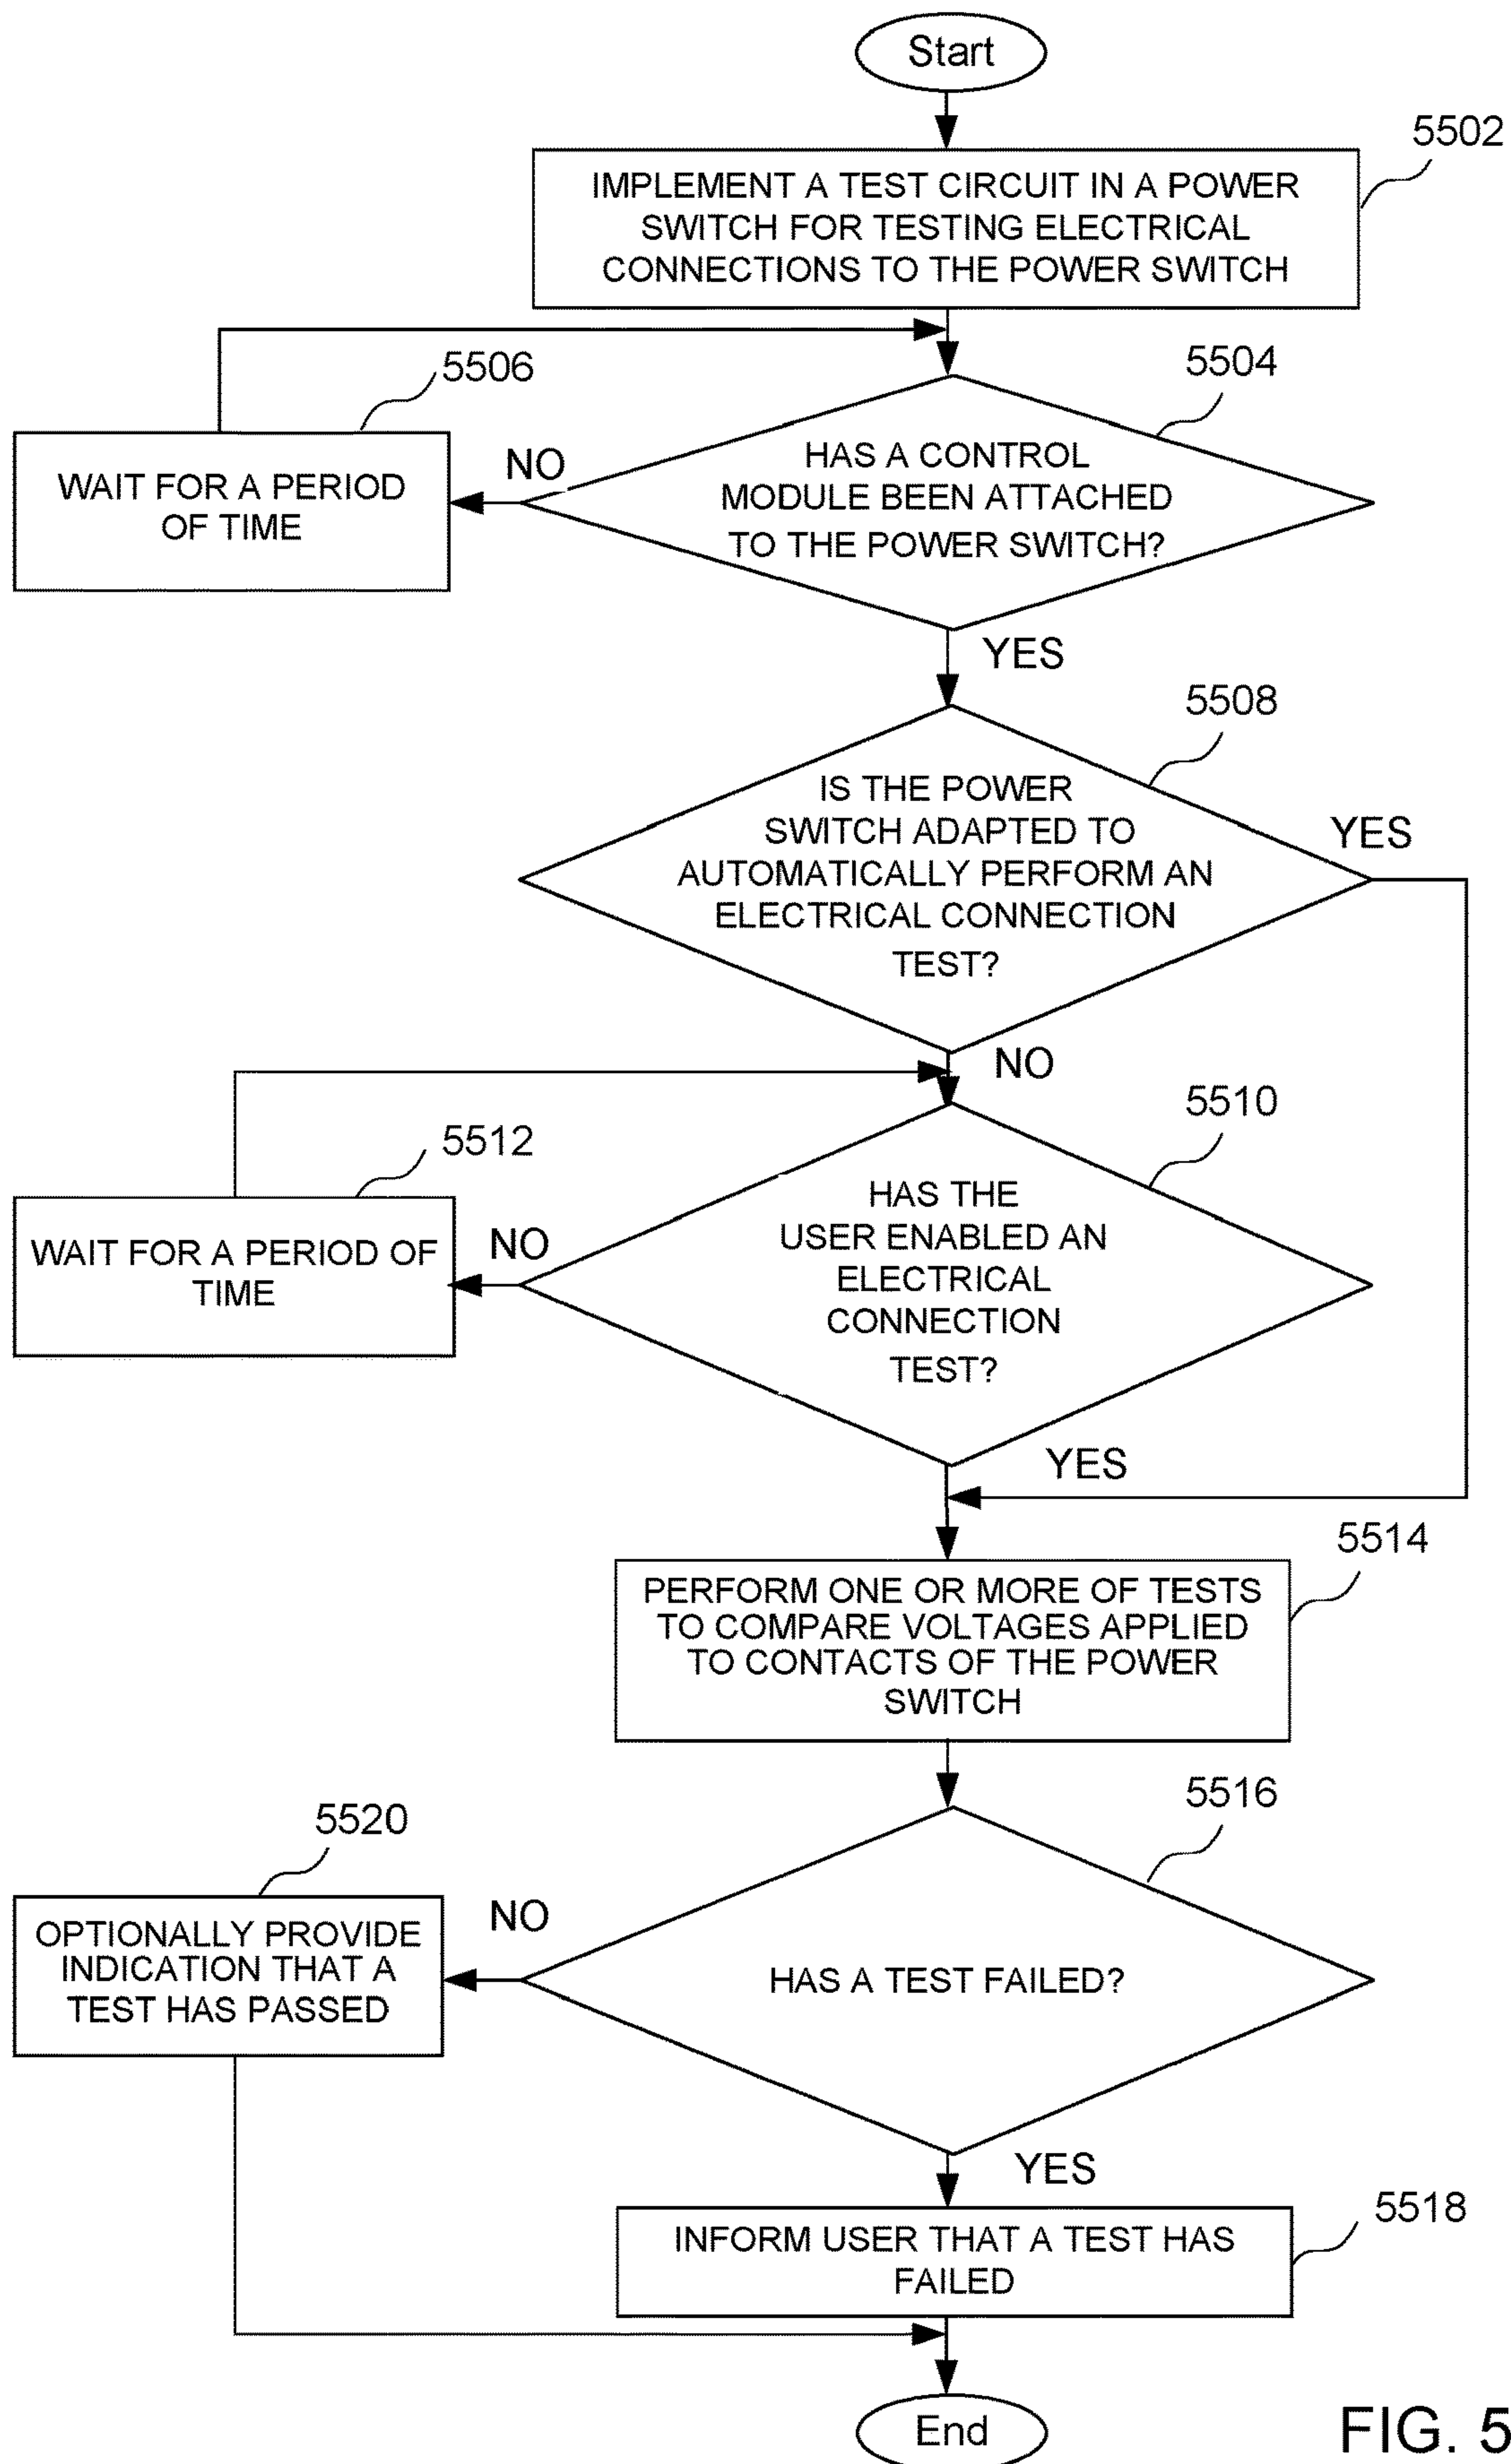 Start
5502
IMPLEMENT A TEST CIRCUIT IN A POWER
SWITCH FOR TESTING ELECTRICAL
CONNECTIONS TO THE POWER SWITCH
5506
5504
WAIT FOR A PERIOD
OF TIME
NO
HAS A CONTROL
MODULE BEEN ATTACHED
TO THE POWER SWITCH?
YES
5508
IS THE POWER
SWITCH ADAPTED TO
AUTOMATICALLY PERFORM AN
ELECTRICAL CONNECTION
TEST?
YES
NO
5510
5512
WAIT FOR A PERIOD OF
TIME
NO
HAS THE
USER ENABLED AN
ELECTRICAL
CONNECTION
TEST?
YES
5514
PERFORM ONE OR MORE OF TESTS
TO COMPARE VOLTAGES APPLIED
TO CONTACTS OF THE POWER
SWITCH
5516
5520
OPTIONALLY PROVIDE
INDICATION THAT A
TEST HAS PASSED
NO
HAS A TEST FAILED?
YES
5518
INFORM USER THAT A TEST HAS
FAILED
End
FIG. 5